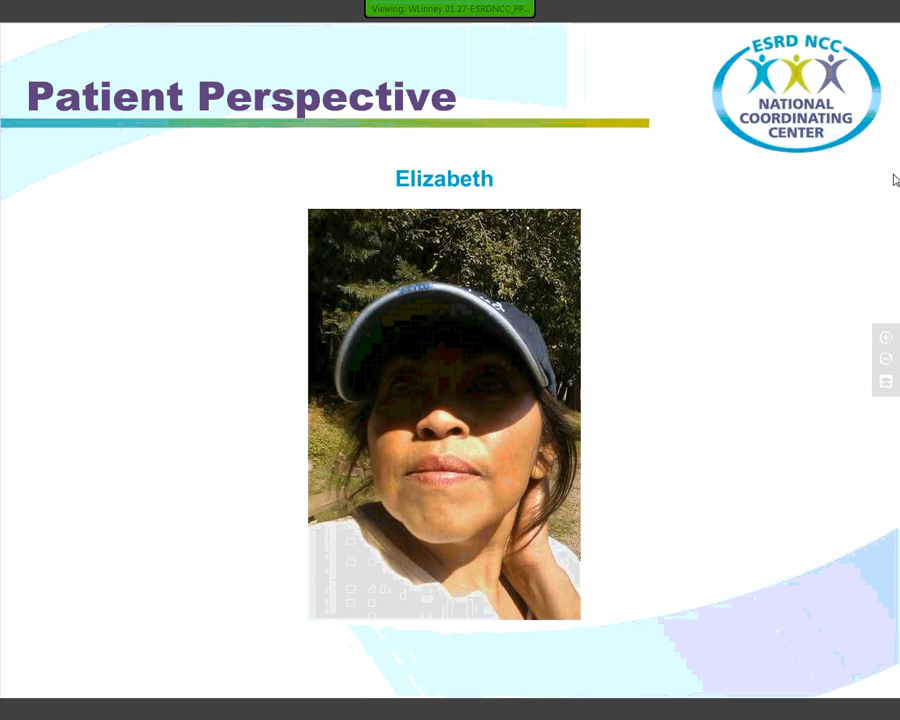 Viewing: WLinney 01.27-ESRDNCC_PP...
Patient Perspective
ESRD NCC
NATIONAL
COORDINATING
CENTER
Elizabeth